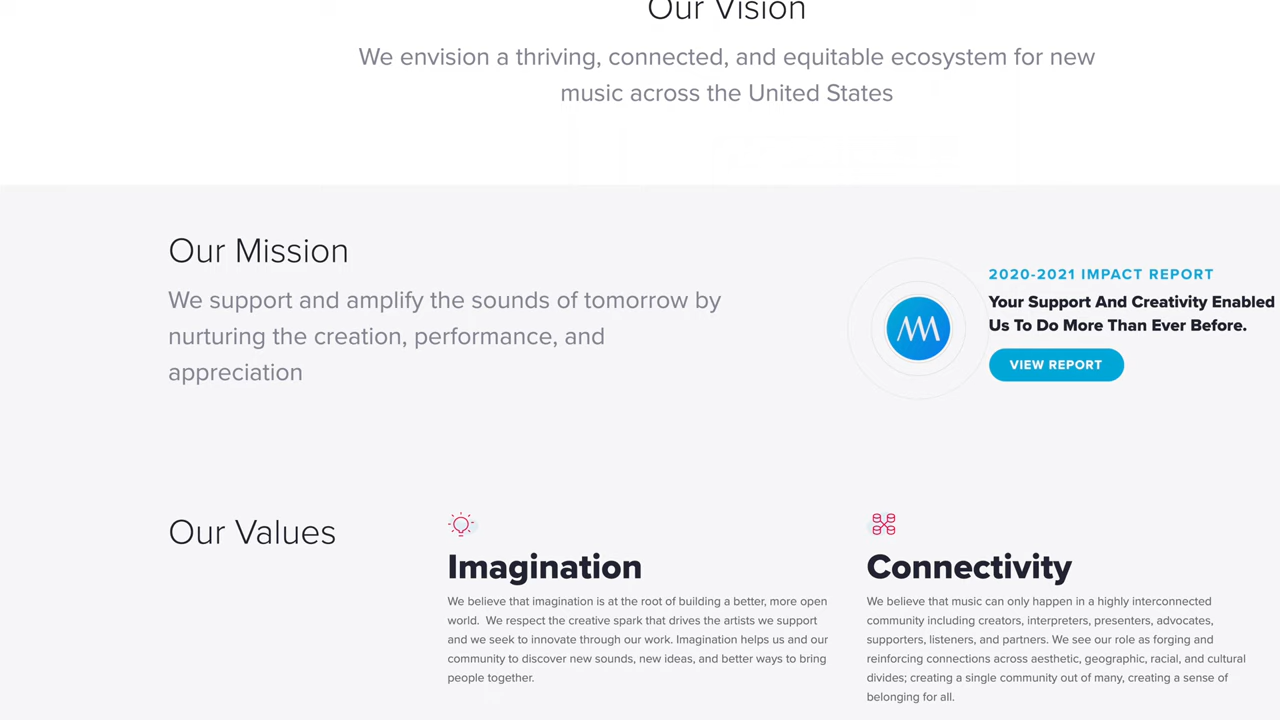 Our Vision
We envision a thriving, connected, and equitable ecosystem for new
music across the United States
Our Mission
We support and amplify the sounds of tomorrow by
nurturing the creation, performance, and
appreciation
2020-2021 IMPACT REPORT
Your Support And Creativity Enabled
Us To Do More Than Ever Before.
VIEW REPORT
Our Values
Imagination
We believe that imagination is at the root of building a better, more open
world.  We respect the creative spark that drives the artists we support
and we seek to innovate through our work. Imagination helps us and our
community to discover new sounds, new ideas, and better ways to bring
people together.
Connectivity
We believe that music can only happen in a highly interconnected
community including creators, interpreters, presenters, advocates,
supporters, listeners, and partners. We see our role as forging and
reinforcing connections across aesthetic, geographic, racial, and cultural
divides; creating a single community out of many, creating a sense of
belonging for all.